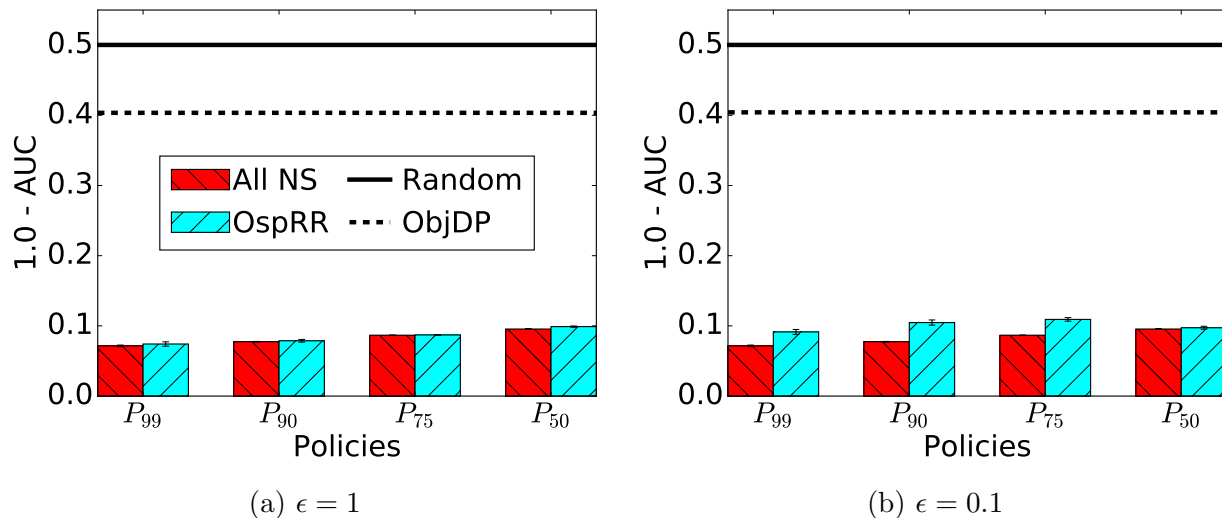 1.0 - AUC
0.5
0.4
0.3
0.2
0.1
0.0
All NS
OspRR
Random
ObjDP
P99 P90 P75 P50
Policies
(a) ϵ = 1
1.0 - AUC
0.5
0.4
0.3
0.2
0.1
0.0
P99 P90 P75 P50
Policies
(b) ϵ = 0.1